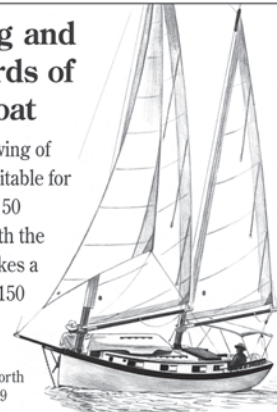 g and
rds of
oat
wing of
itable for
50
th the
kes a
150
orth
9